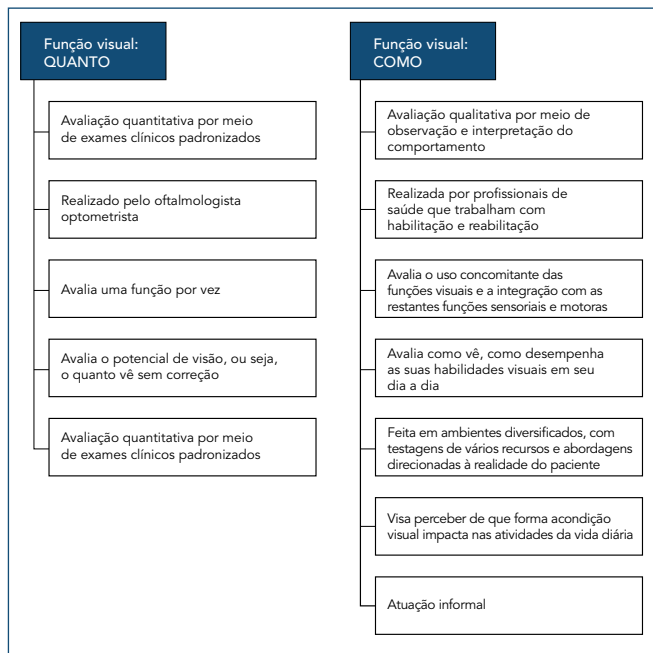 Função visual:
QUANTO
Avaliação quantitativa por meio
de exames clínicos padronizados
Realizado pelo oftalmologista
optometrista
Avalia uma função por vez
Avalia o potencial de visão, ou seja,
o quanto vê sem correção
Avaliação quantitativa por meio
de exames clínicos padronizados
Função visual:
COMO
Avaliação qualitativa por meio de
observação e interpretação do
comportamento
Realizada por profissionais de
saúde que trabalham com
habilitação e reabilitação
Avalia o uso concomitante das
funções visuais e a integração com as
restantes funções sensoriais e motoras
Avalia como vê, como desempenha
as suas habilidades visuais em seu
dia a dia
Feita em ambientes diversificados, com
testagens de vários recursos e abordagens
direcionadas à realidade do paciente
Visa perceber de que forma acondição
visual impacta nas atividades da vida diária
Atuação informal